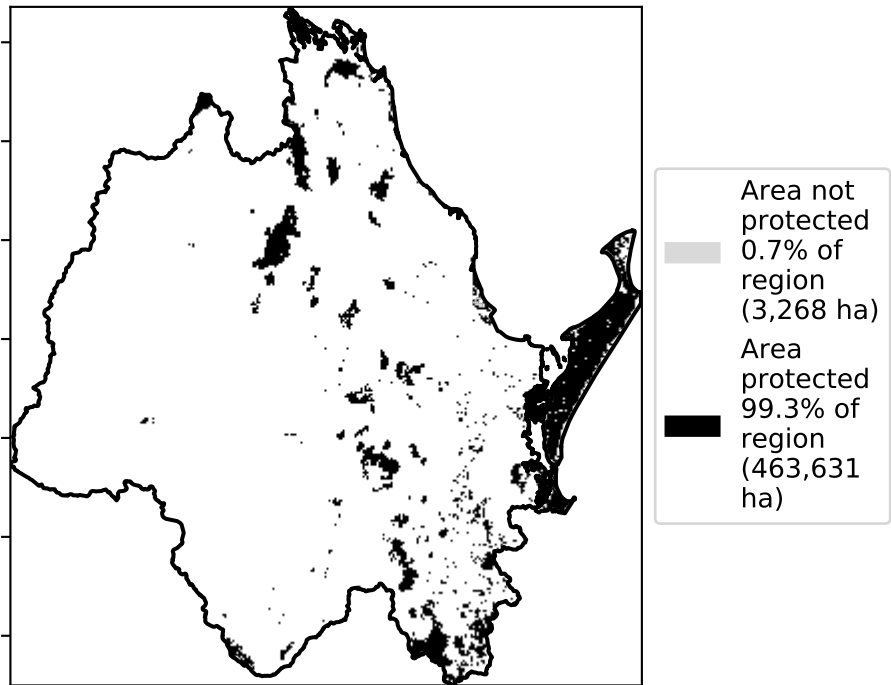 Area not
protected
0.7% of
region
(3,268 ha)
Area
protected
99.3% of
region
(463,631
ha)